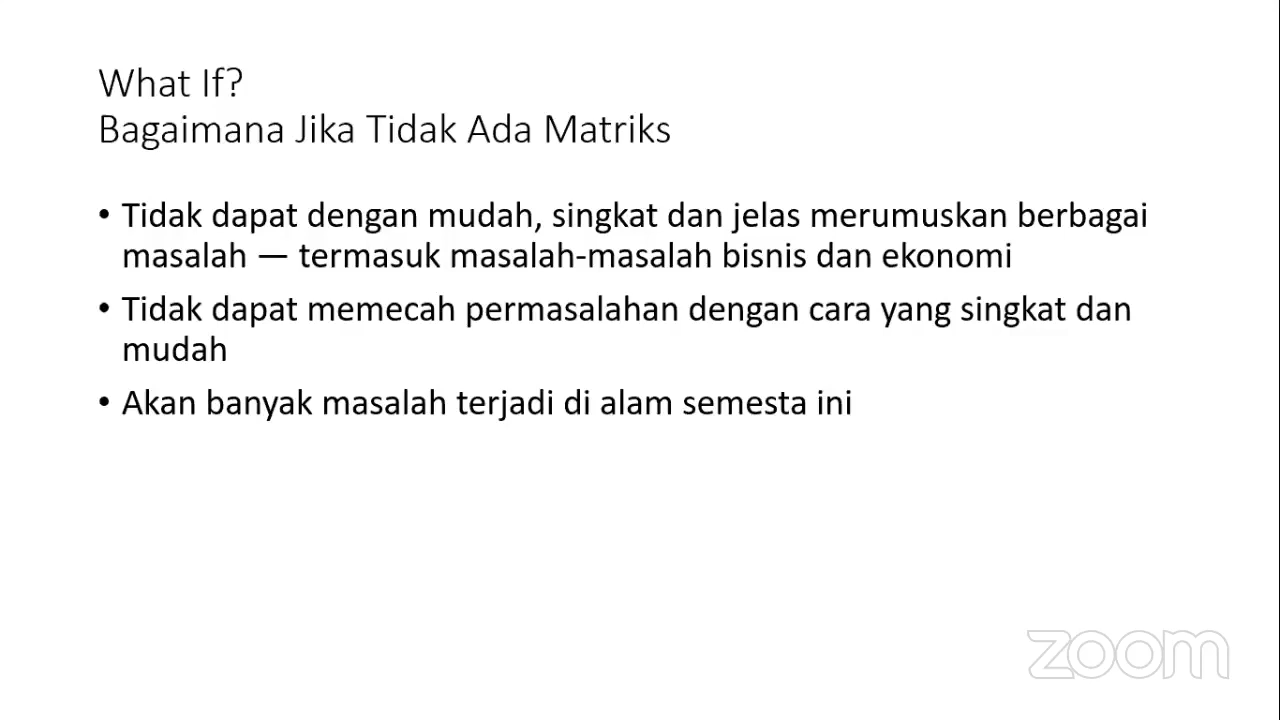 What If?
Bagaimana Jika Tidak Ada Matriks
• Tidak dapat dengan mudah, singkat dan jelas merumuskan berbagai
masalah — termasuk masalah-masalah bisnis dan ekonomi
• Tidak dapat memecah permasalahan dengan cara yang singkat dan
mudah
• Akan banyak masalah terjadi di alam semesta ini
zoom